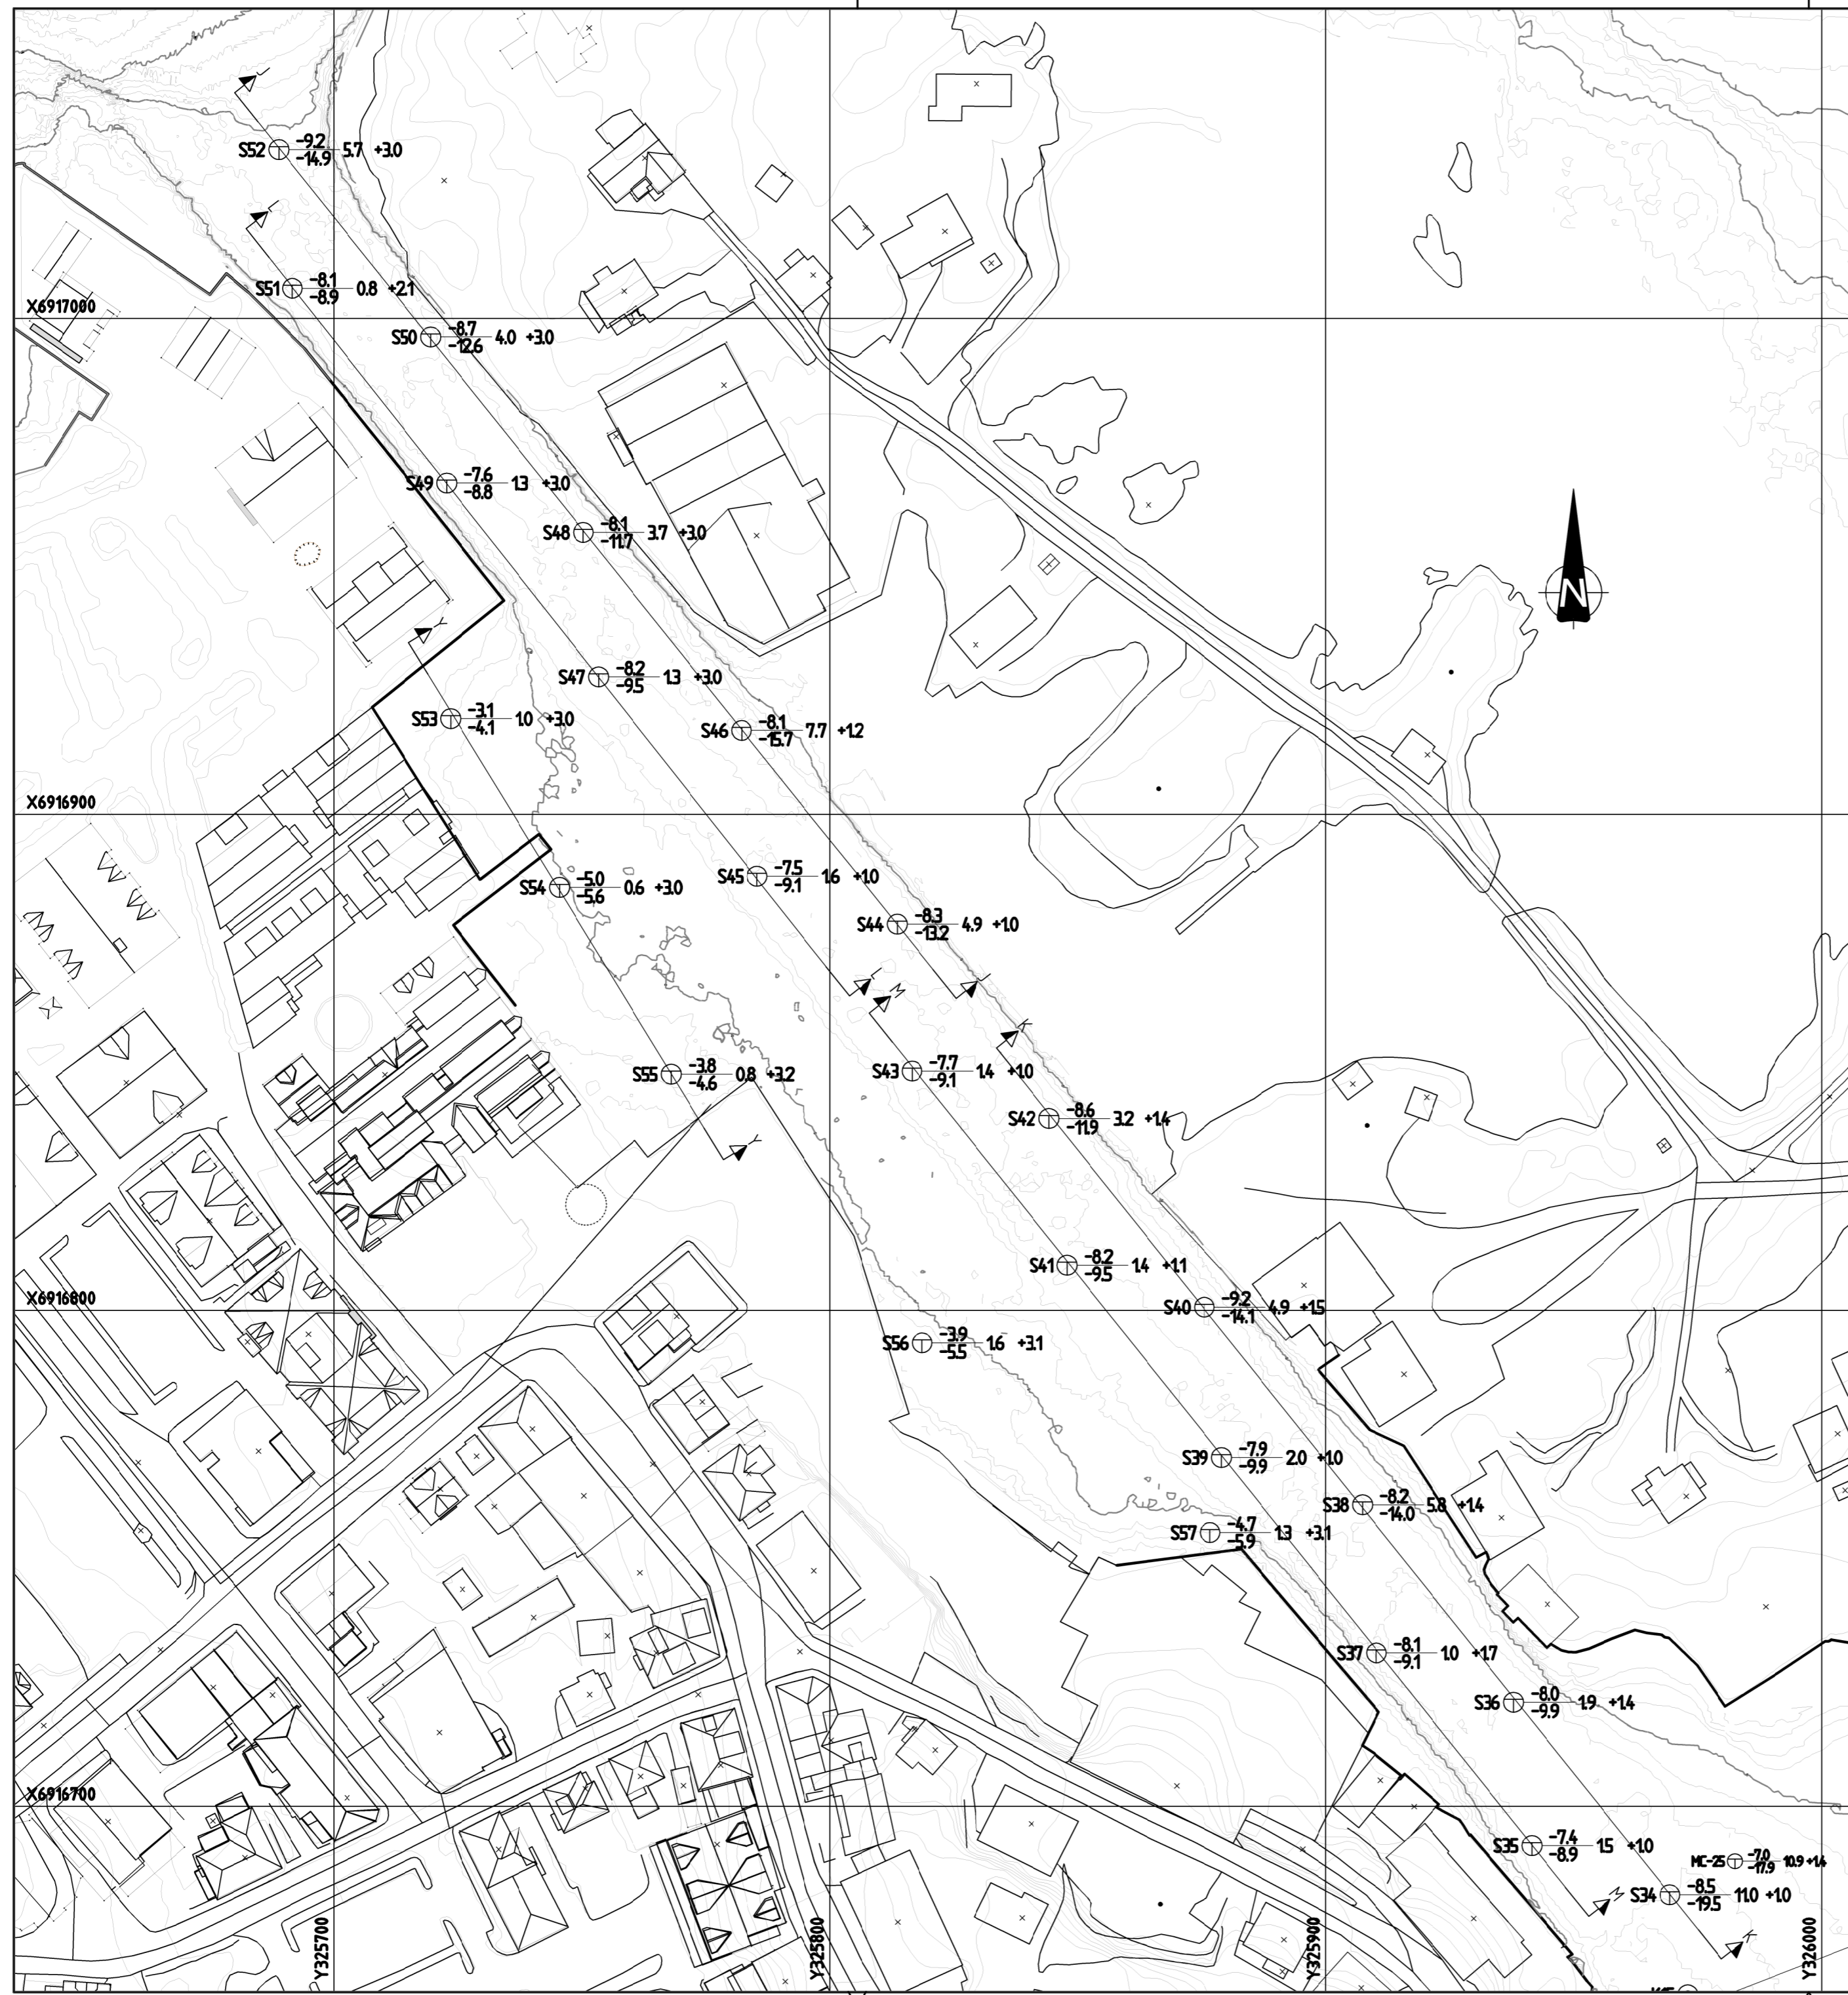 L
S52 -9.2 5.7 +3.0
-14.9
L
S51 -8.1 0.8 +2.1
-8.9
X6917000
S50 -8.7 4.0 +3.0
-12.6
S49 -7.6 1.3 +3.0
-8.8
S48 -8.1 3.7 +3.0
-11.7
N
Y
S47 -8.2 1.3 +3.0
-9.5
S53 -3.1 1.0 +3.0
-4.1
S46 -8.1 7.7 +1.2
-15.7
X6916900
S45 -7.5 1.6 +1.0
-9.1
S54 -5.0 0.6 +3.0
-5.6
S44 -8.3 4.9 +1.0
-13.2
L
L
M
K
S43 -7.7 1.4 +1.0
-9.1
S55 -3.8 0.8 +3.2
-4.6
S42 -8.6 3.2 +1.4
-11.9
Y
S41 -8.2 1.4 +1.1
-9.5
X6916800
S40 -9.2 4.9 +1.5
-14.1
S56 -3.9 1.6 +3.1
-5.5
S39 -7.9 2.0 +1.0
-9.9
S38 -8.2 5.8 +1.4
-14.0
S57 -4.7 1.3 +3.1
-5.9
S37 -8.1 1.0 +1.7
-9.1
S36 -8.0 1.9 +1.4
-9.9
X6916700
S35 -7.4 1.5 +1.0
-8.9
MC-25 -7.0 10.9 +1.4
-17.9
S34 -8.5 11.0 +1.0
-19.5
M
K
Y325700
Y325800
Y325900
Y326000